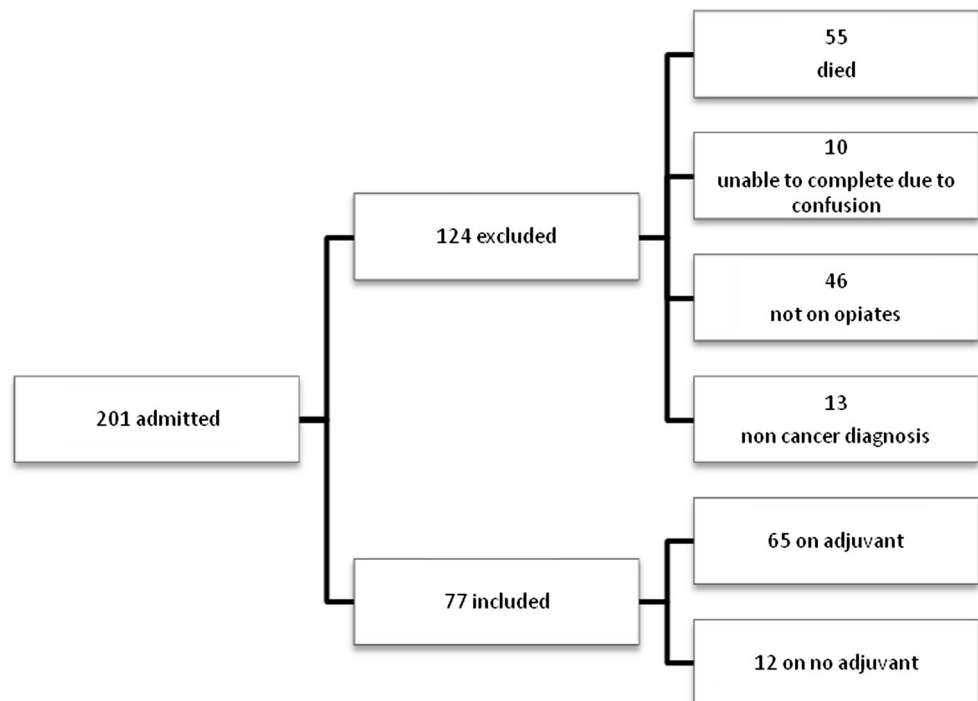 55
died
10
unable to complete due to
confusion
124 excluded
46
not on opiates
13
non cancer diagnosis
201 admitted
65 on adjuvant
77 included
12 on no adjuvant